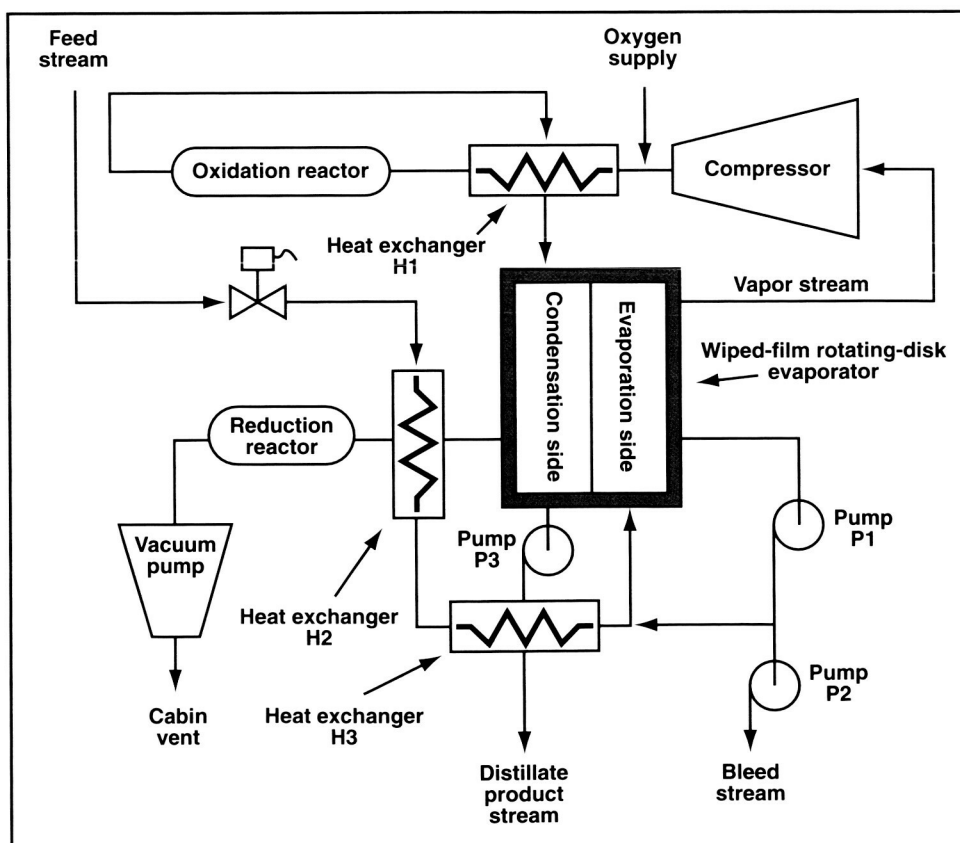 Feed
stream
Oxygen
supply
Oxidation reactor
Compressor
Heat exchanger
H1
Vapor stream
Condensation side
Evaporation side
Wiped-film rotating-disk
evaporator
Reduction
reactor
Vacuum
pump
Pump
P3
Pump
P1
Heat exchanger
H2
Pump
P2
Cabin
vent
Heat exchanger
H3
Distillate
product
stream
Bleed
stream